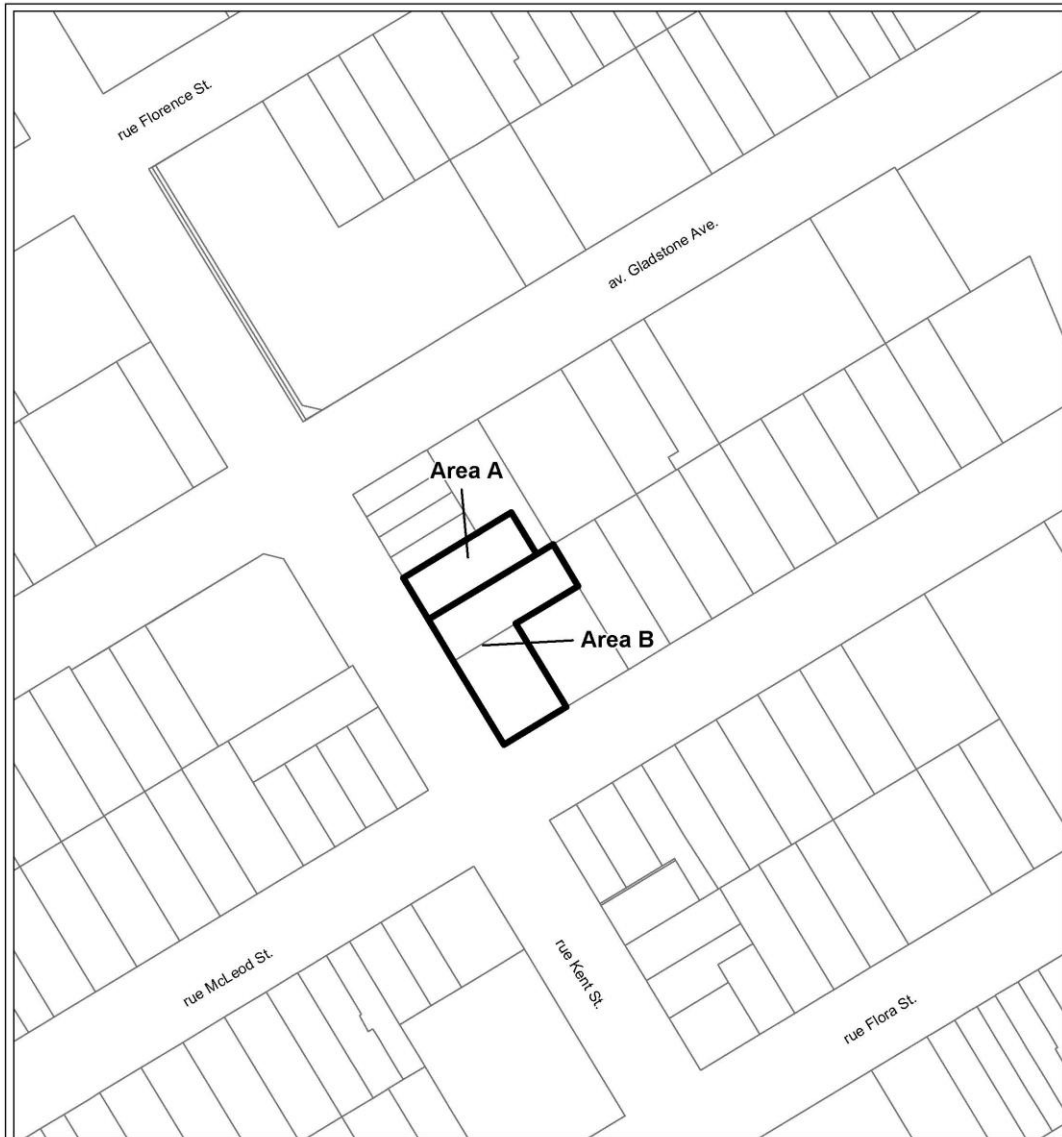 rue Florence St.
av. Gladstone Ave.
Area A
Area B
rue McLeod St.
rue Kent St.
rue Flora St.